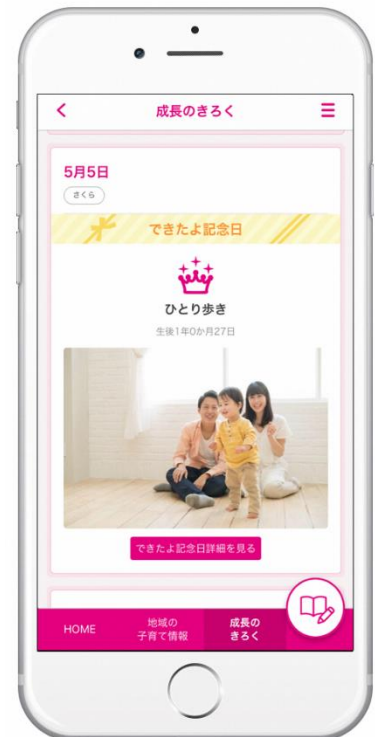 成長のきろく
5月5日
さくら
できたよ記念日
ひとり歩き
生後1年0か月27日
できたよ記念日詳細を見る
HOME
地域の
子育て情報
成長の
きろく